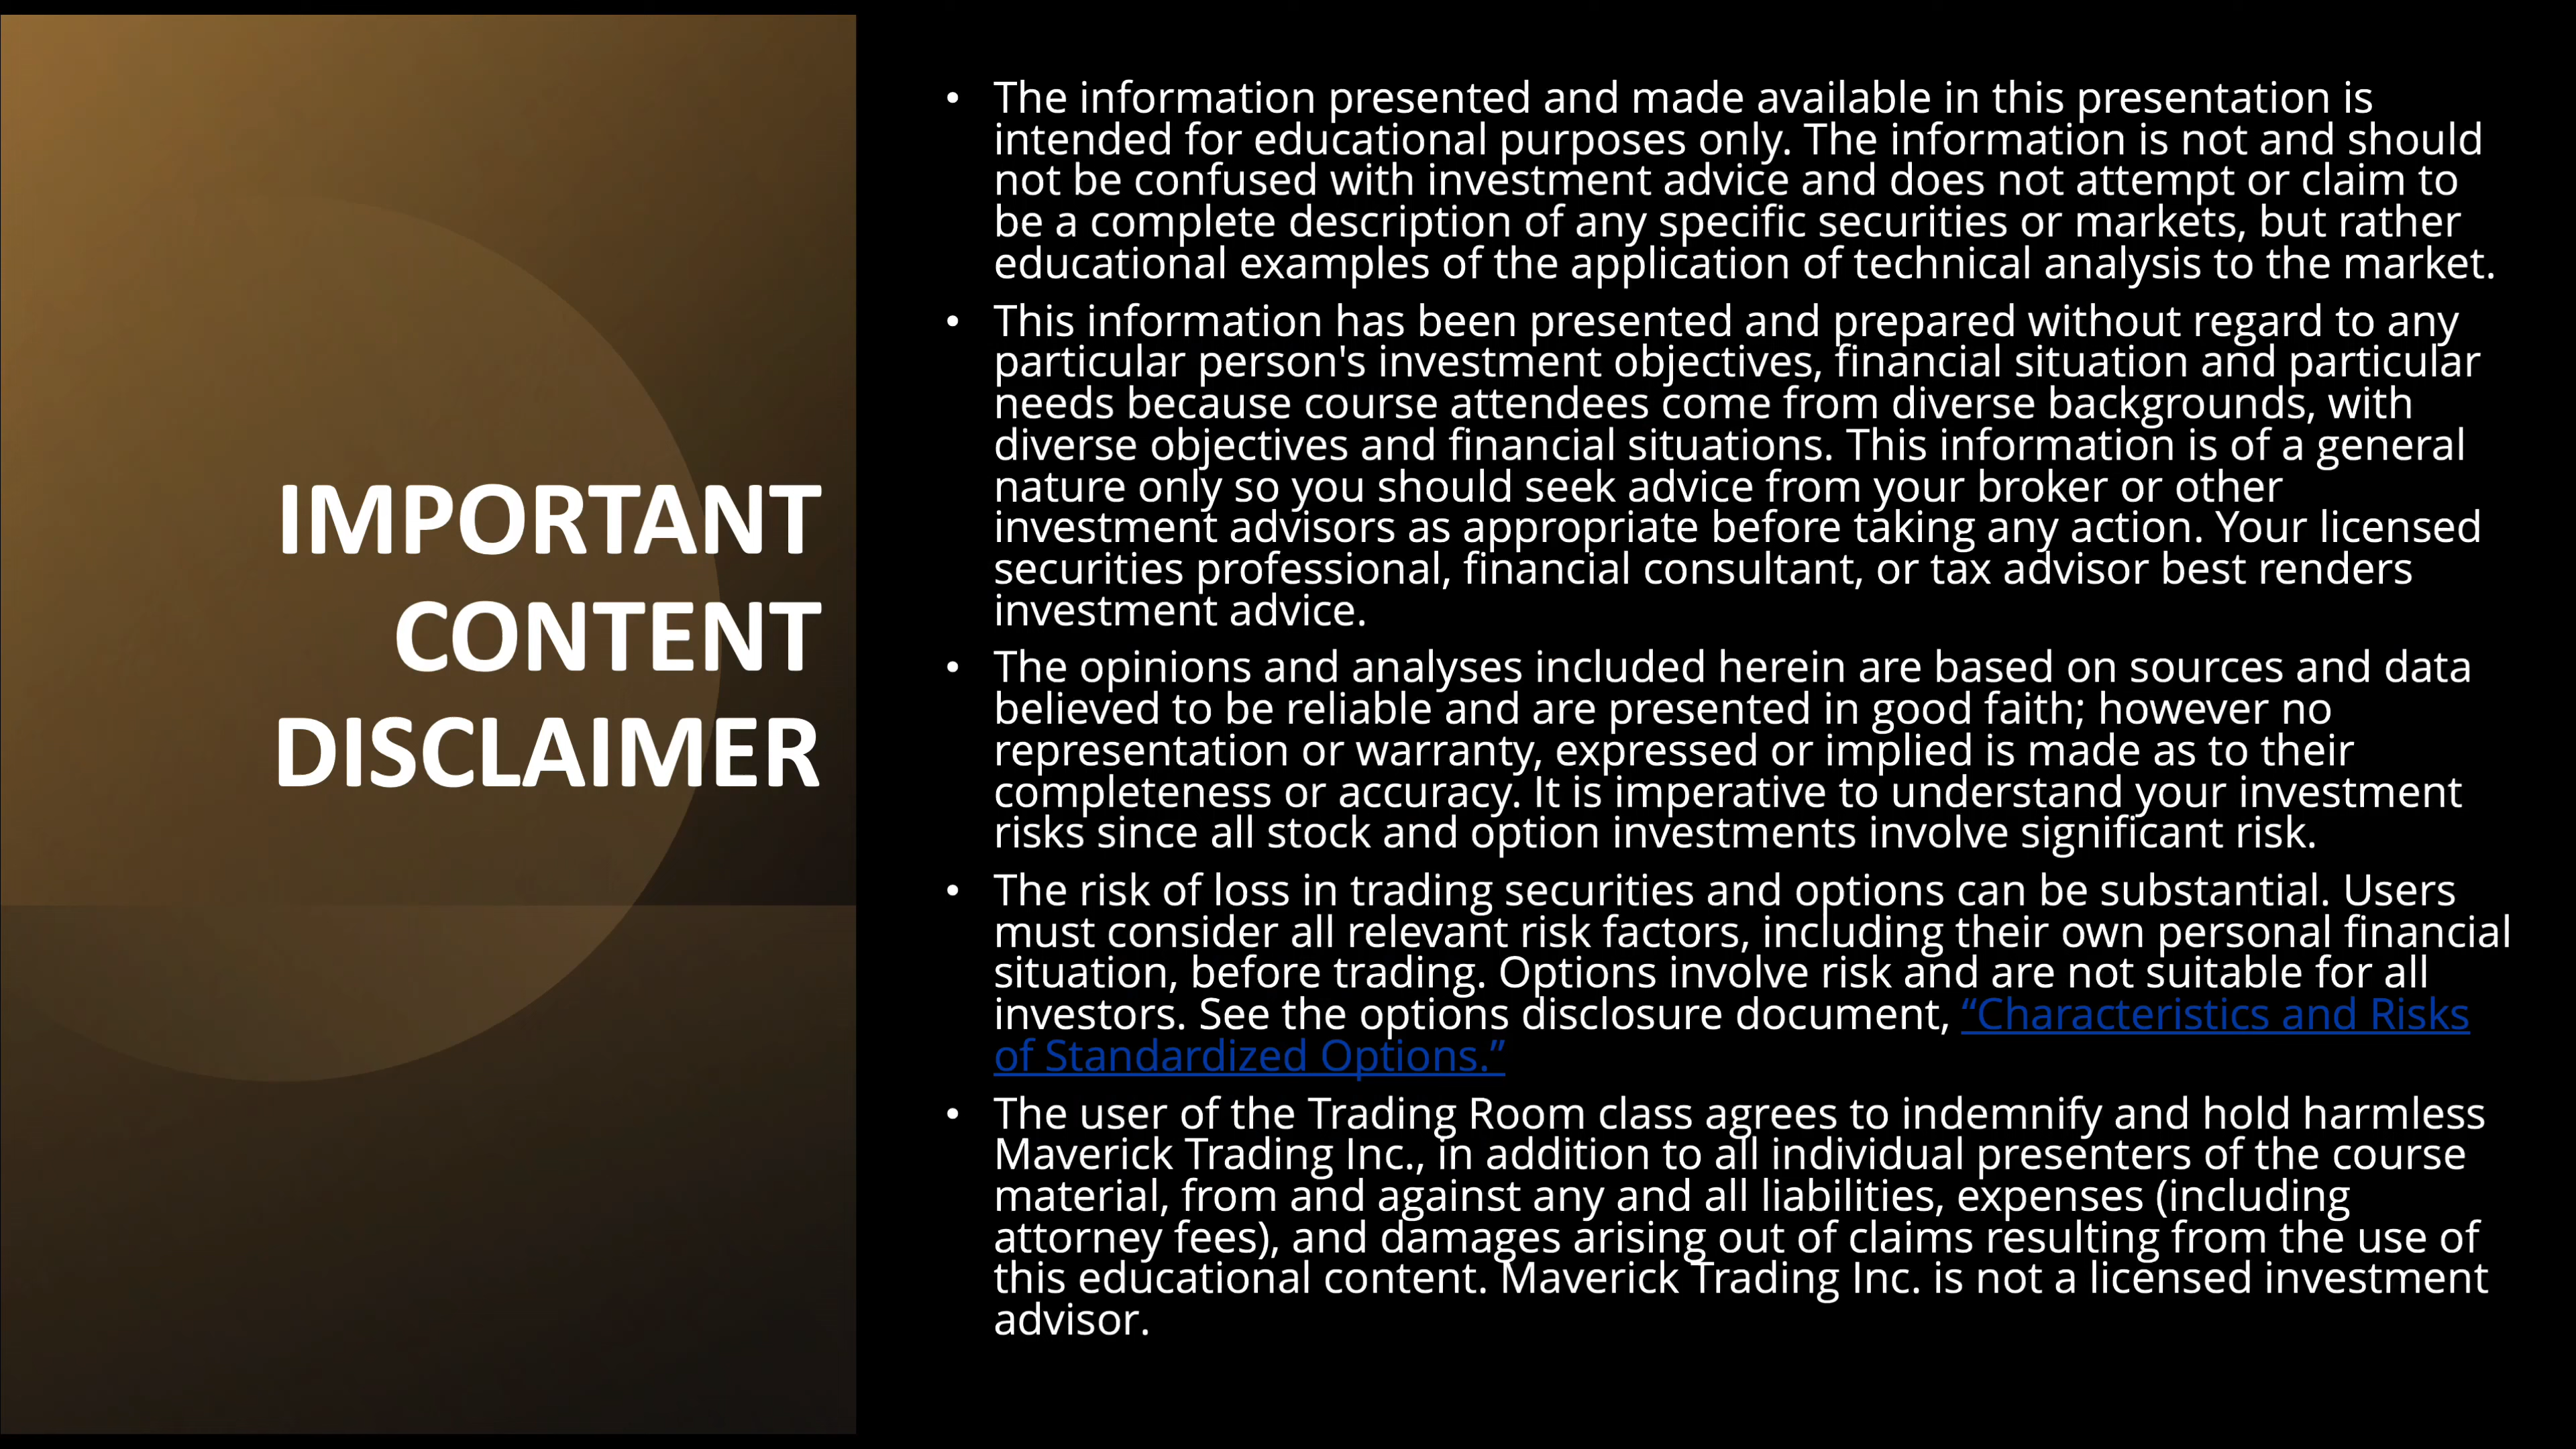 IMPORTANT
CONTENT
DISCLAIMER
• The information presented and made available in this presentation is
intended for educational purposes only. The information is not and should
not be confused with investment advice and does not attempt or claim to
be a complete description of any specific securities or markets, but rather
educational examples of the application of technical analysis to the market.
• This information has been presented and prepared without regard to any
particular person's investment objectives, financial situation and particular
needs because course attendees come from diverse backgrounds, with
diverse objectives and financial situations. This information is of a general
nature only so you should seek advice from your broker or other
investment advisors as appropriate before taking any action. Your licensed
securities professional, financial consultant, or tax advisor best renders
investment advice.
• The opinions and analyses included herein are based on sources and data
believed to be reliable and are presented in good faith; however no
representation or warranty, expressed or implied is made as to their
completeness or accuracy. It is imperative to understand your investment
risks since all stock and option investments involve significant risk.
• The risk of loss in trading securities and options can be substantial. Users
must consider all relevant risk factors, including their own personal financial
situation, before trading. Options involve risk and are not suitable for all
investors. See the options disclosure document, “Characteristics and Risks
of Standardized Options.”
• The user of the Trading Room class agrees to indemnify and hold harmless
Maverick Trading Inc., in addition to all individual presenters of the course
material, from and against any and all liabilities, expenses (including
attorney fees), and damages arising out of claims resulting from the use of
this educational content. Maverick Trading Inc. is not a licensed investment
advisor.